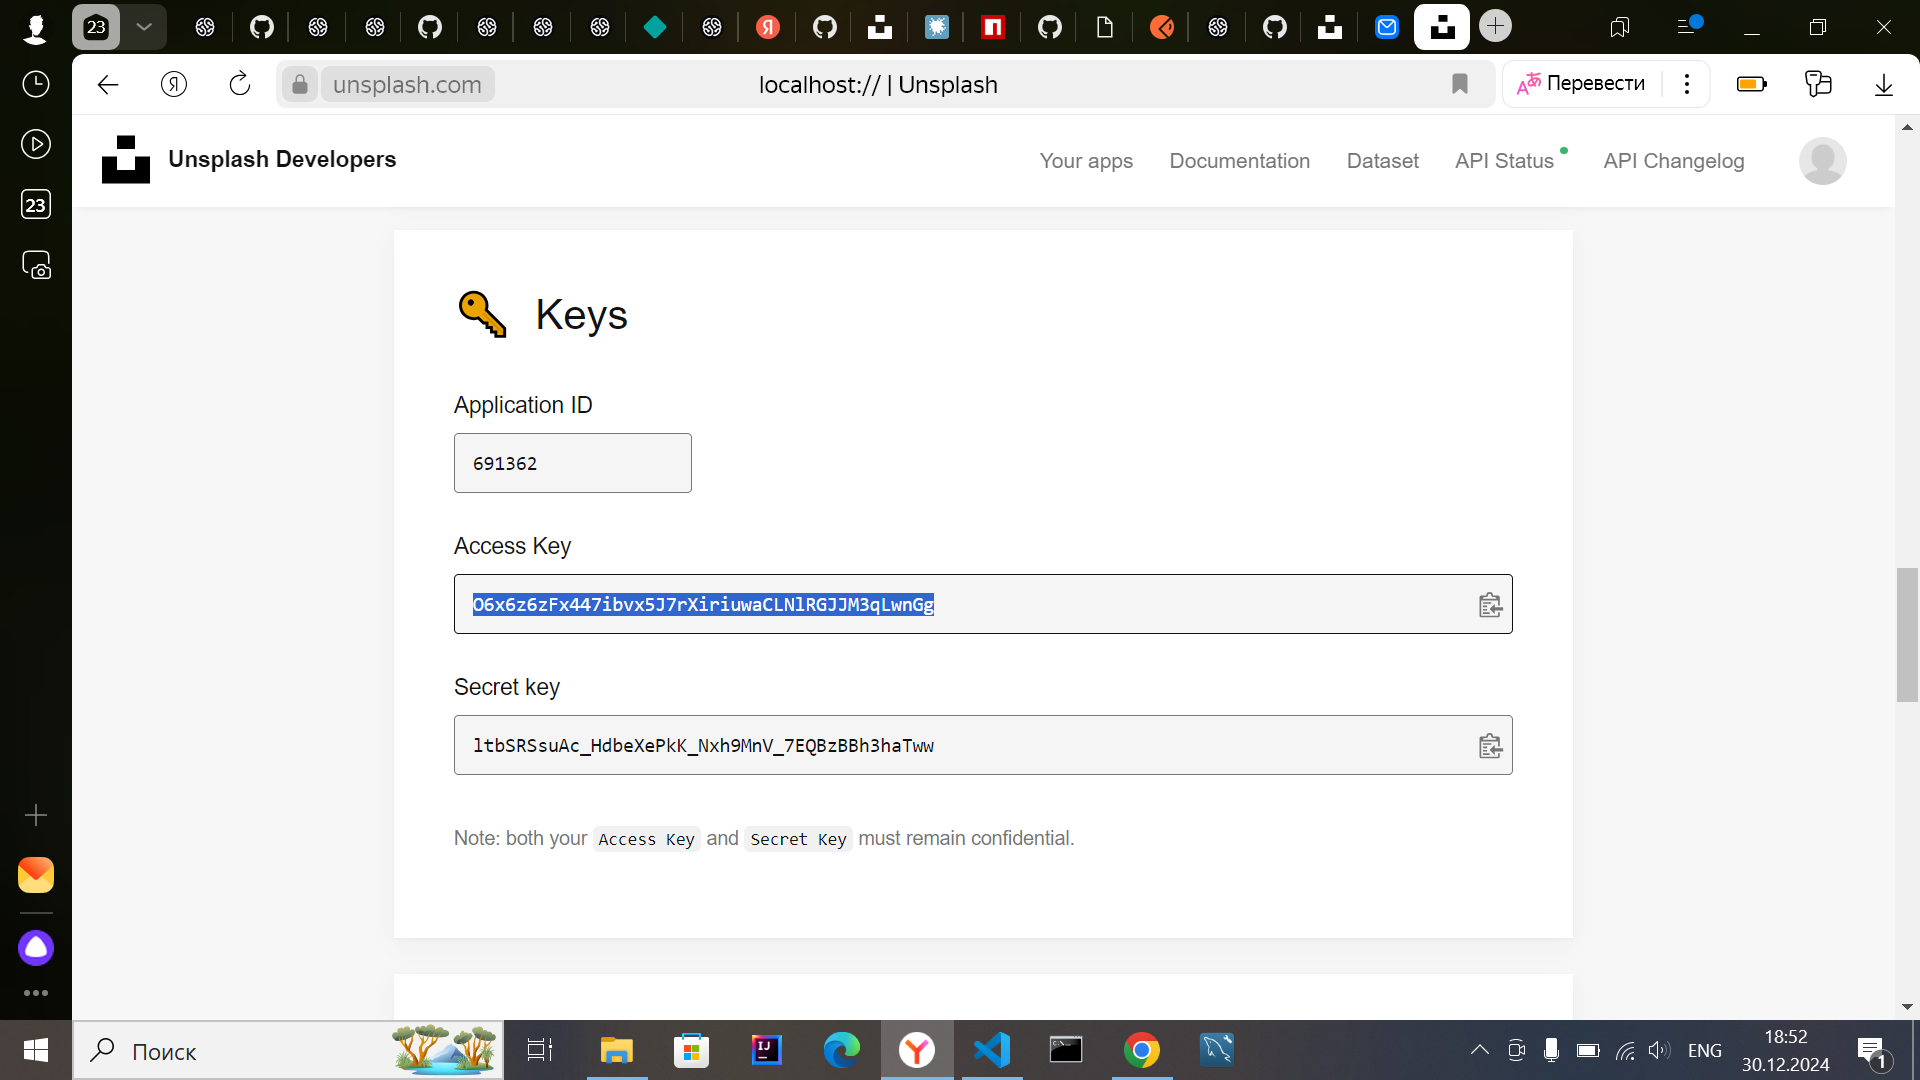 23
unsplash.com
localhost:// | Unsplash
Перевести
23
Unsplash Developers
Your apps
Documentation
Dataset
API Status
API Changelog
Keys
Application ID
691362
Access Key
O6x6z6zFx447ibvx5J7rXiriuwaCLNlRGJJM3qLwnGg
Secret key
ltbSRSsuAc_HdbeXePkK_Nxh9MnV_7EQBzBBh3haTww
Note: both your Access Key and Secret Key must remain confidential.
Поиск
ENG
18:52
30.12.2024
1